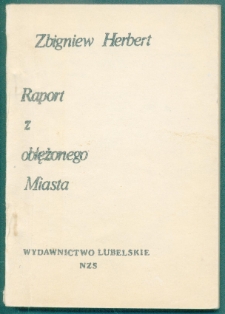 Zbigniew Herbert
Raport
z
oblężonego
Miasta
WYDAWNICTWO LUBELSKIE
NZS